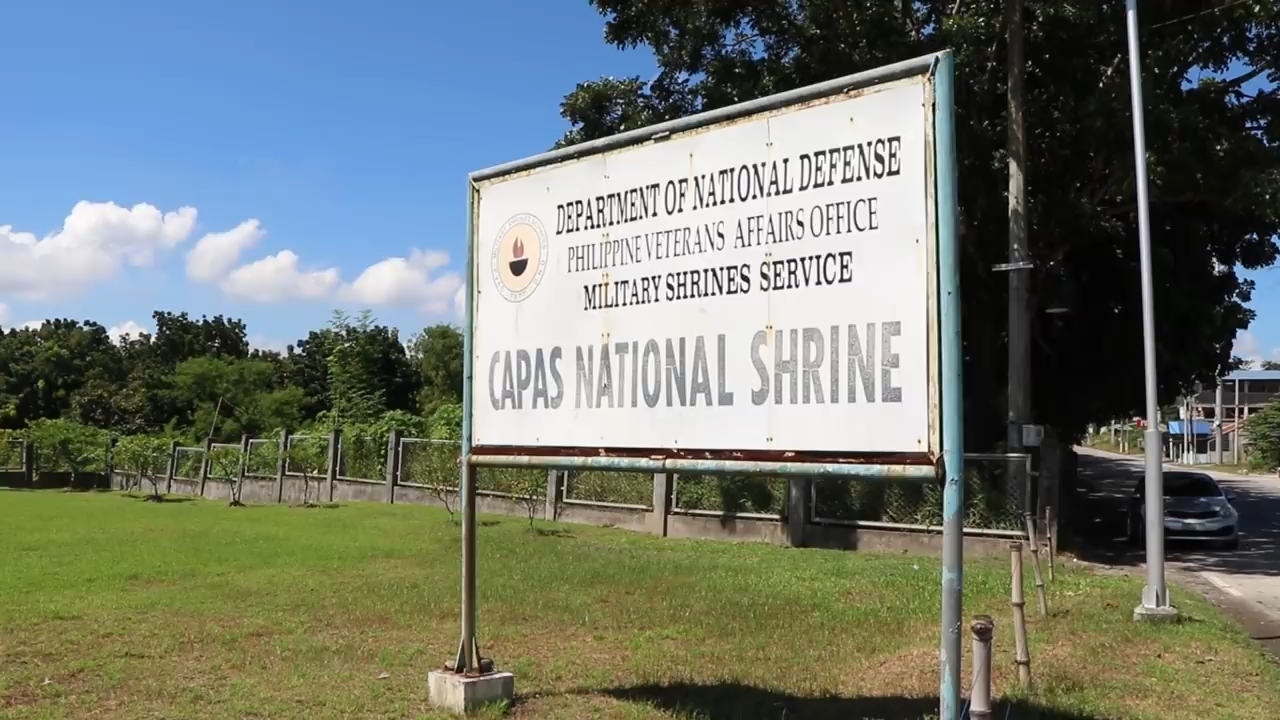 DEPARTMENT OF NATIONAL DEFENSE
PHILIPPINE VETERANS AFFAIRS OFFICE
MILITARY SHRINES SERVICE
CAPAS NATIONAL SHRINE